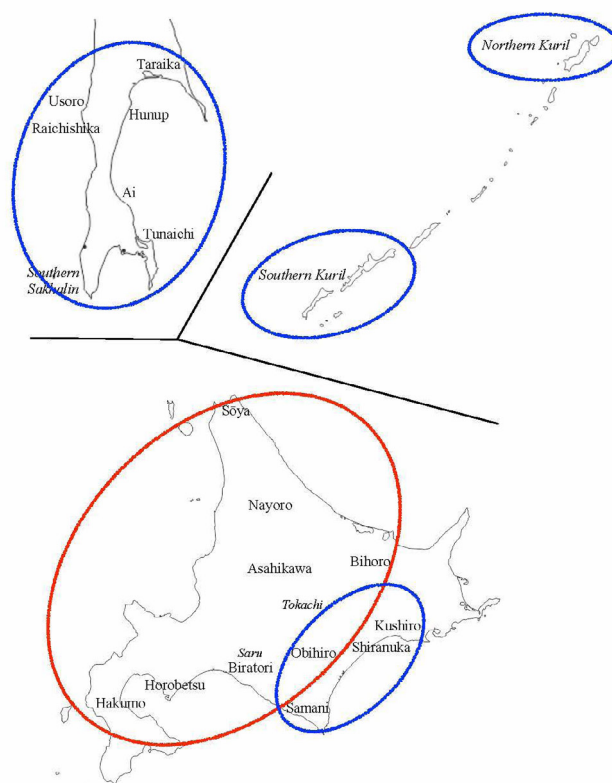 Northern Kuril
Taraika
Usoro
Hunup
Raichishika
Ai
Tunaichi
Southern
Sakhalin
Southern Kuril
Sōya
Nayoro
Bihoro
Asahikawa
Tokachi
Kushiro
Shiranuka
Saru
Obihiro
Biratori
Horobetsu
Hakumo
Samani